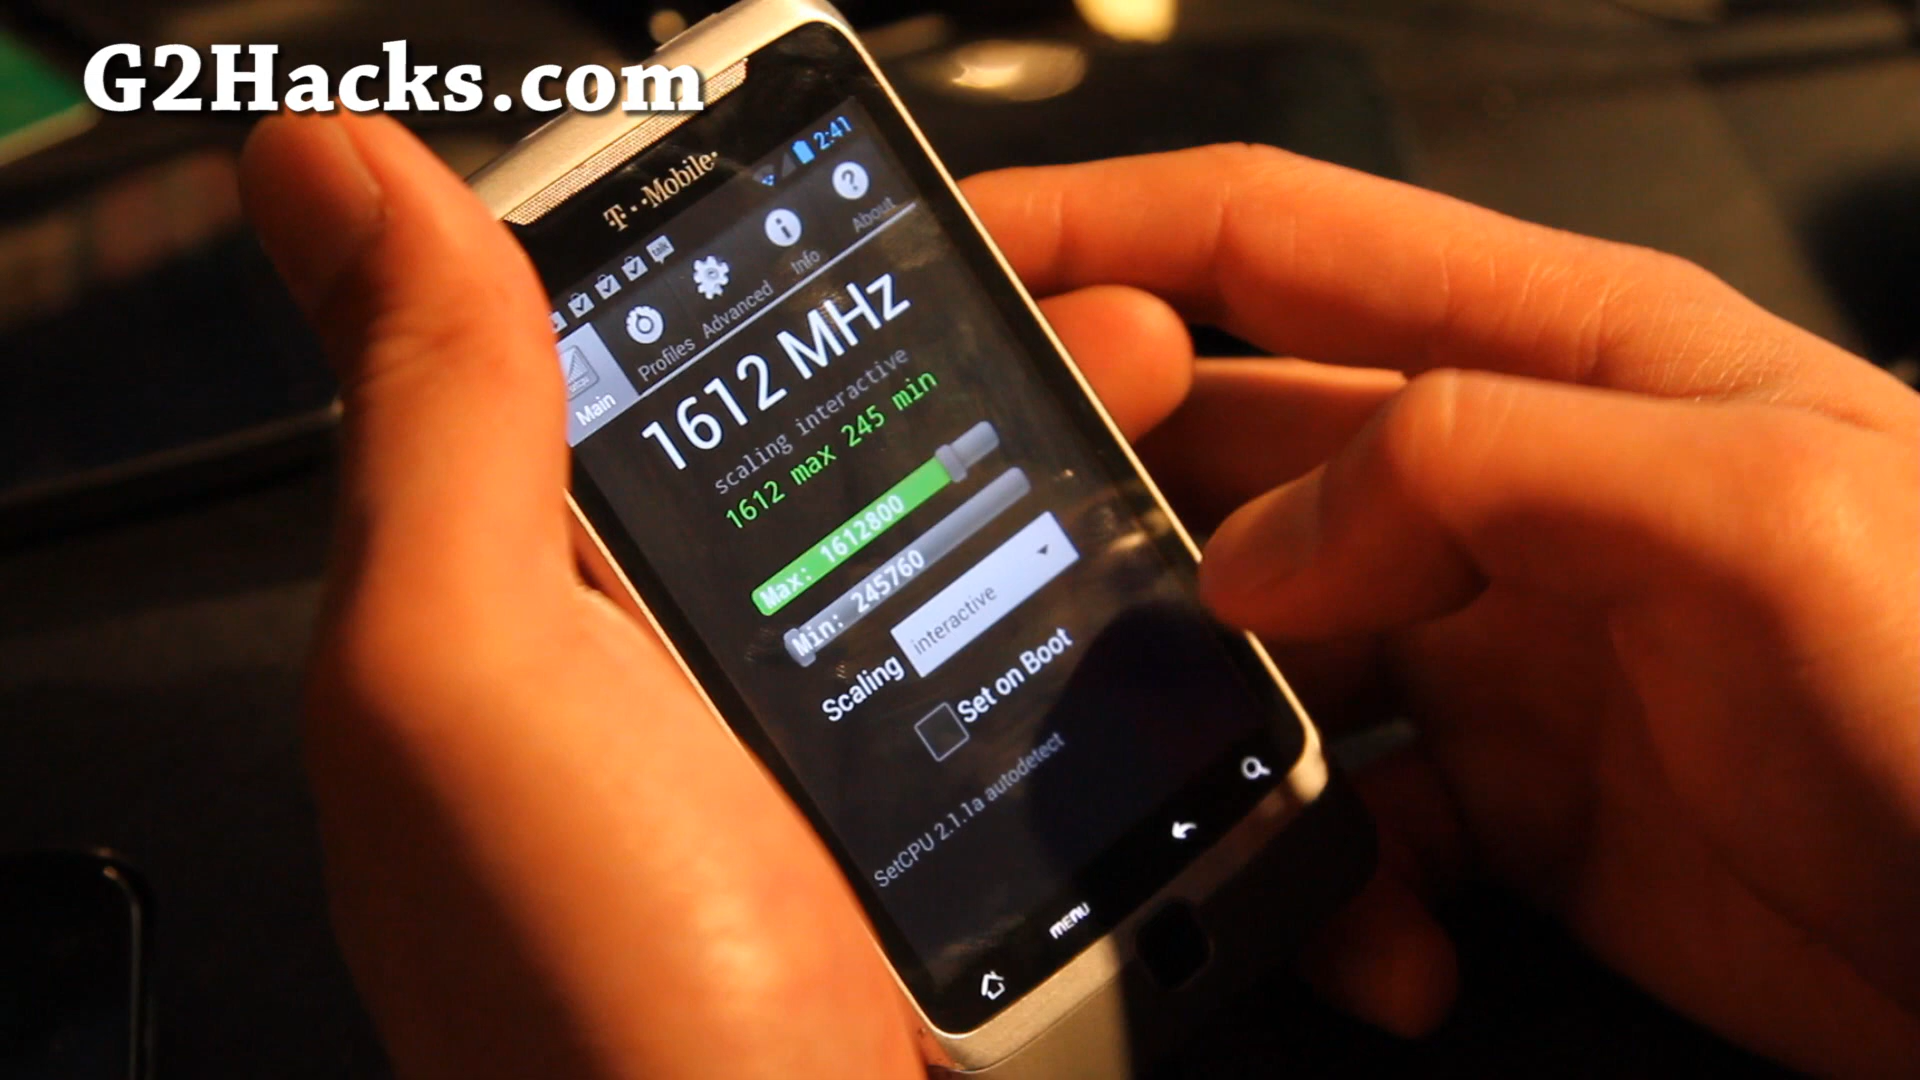 G2Hacks.com
T··Mobile·
2:41
talk
Main
Profiles
Advanced
Info
About
1612 MHz
scaling interactive
1612 max 245 min
Max: 1612800
Min: 245760
Scaling
interactive
Set on Boot
SetCPU 2.1.1a autodetect
MENU